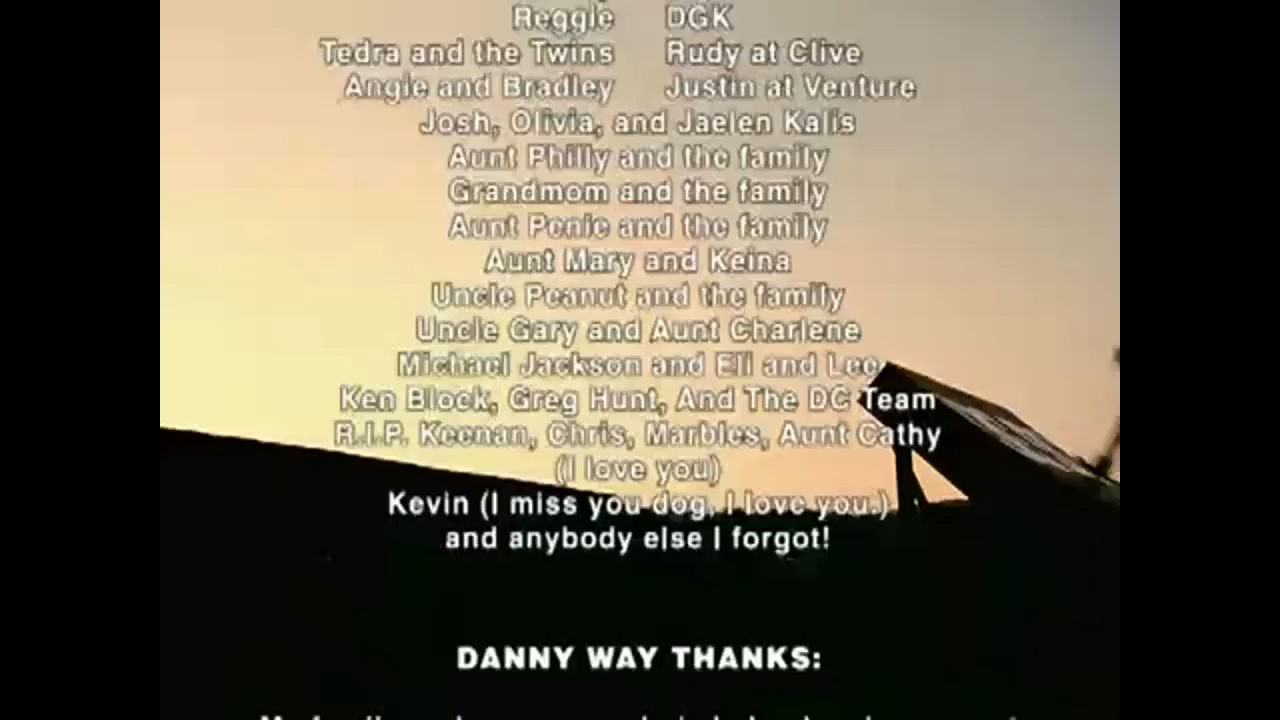 Reggie DGK
Tedra and the Twins Rudy at Clive
Angie and Bradley Justin at Venture
Josh, Olivia, and Jaelen Kalis
Aunt Philly and the family
Grandmom and the family
Aunt Penie and the family
Aunt Mary and Keina
Uncle Peanut and the family
Uncle Gary and Aunt Charlene
Michael Jackson and Eli and Lee
Ken Block, Greg Hunt, And The DC Team
R.I.P. Keenan, Chris, Marbles, Aunt Cathy
(I love you)
Kevin (I miss you dog, I love you.)
and anybody else I forgot!
DANNY WAY THANKS: